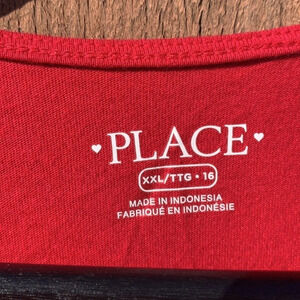 ♥PLACE♥
XXL/TTG • 16
MADE IN INDONESIA
FABRIQUÉ EN INDONÉSIE